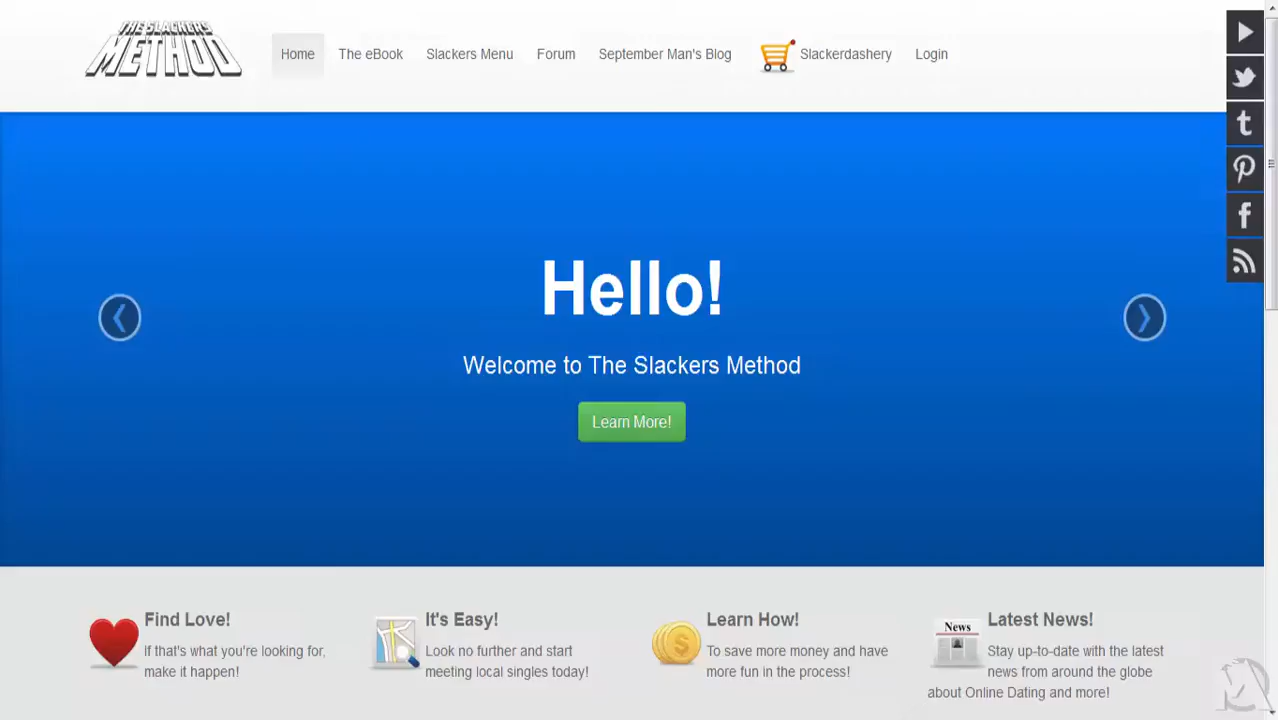 THE SLACKERS
METHOD
Home The eBook Slackers Menu Forum September Man's Blog Slackerdashery Login
Hello!
Welcome to The Slackers Method
Learn More!
Find Love!
If that's what you're looking for,
make it happen!
It's Easy!
Look no further and start
meeting local singles today!
Learn How!
To save more money and have
more fun in the process!
News
Latest News!
Stay up-to-date with the latest
news from around the globe
about Online Dating and more!